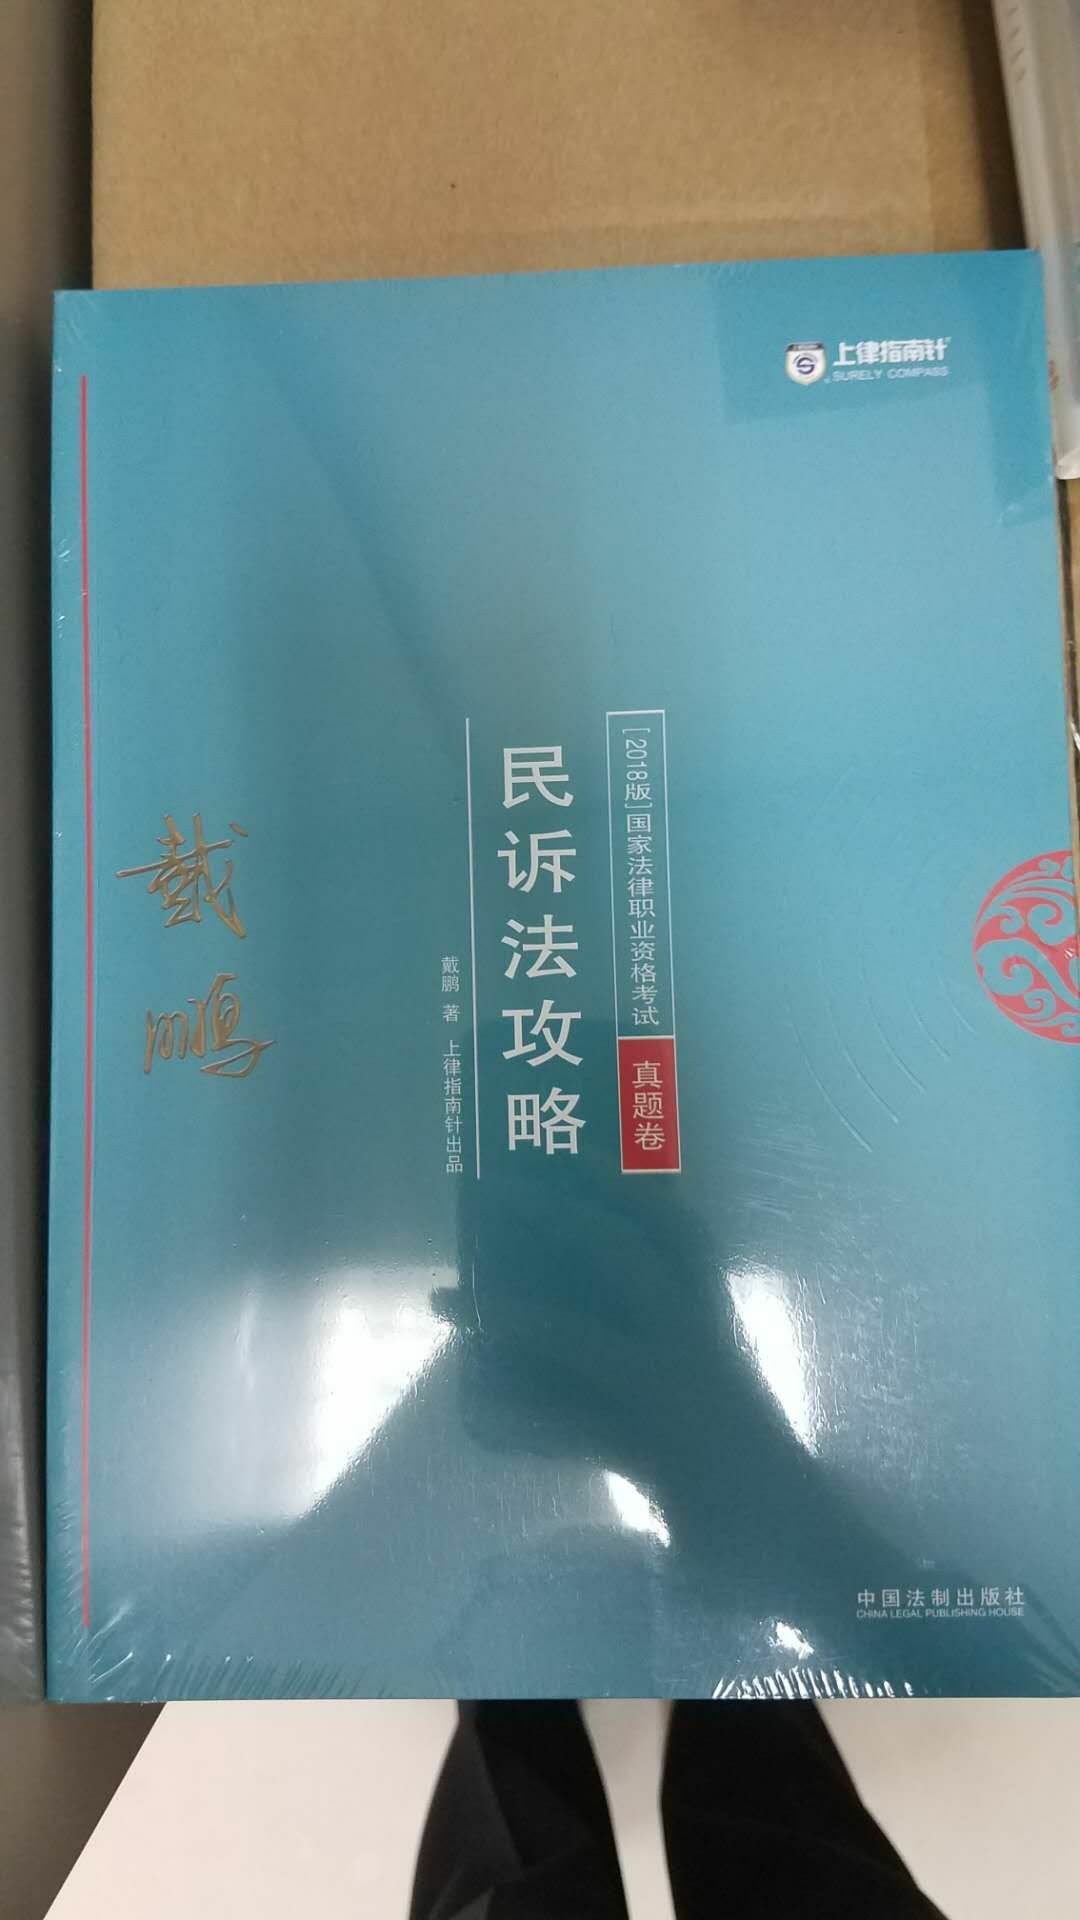 上律指南针
SURELY COMPASS
[2018版]国家法律职业资格考试
真题卷
民诉法攻略
戴鹏 著 上律指南针出品
戴鹏
中国法制出版社
CHINA LEGAL PUBLISHING HOUSE